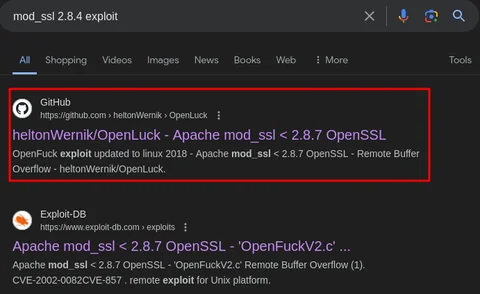 mod_ssl 2.8.4 exploit
All Shopping Videos Images News Books Web More Tools
GitHub
https://github.com › heltonWernik › OpenLuck
heltonWernik/OpenLuck - Apache mod_ssl < 2.8.7 OpenSSL
OpenFuck exploit updated to linux 2018 - Apache mod_ssl < 2.8.7 OpenSSL - Remote Buffer
Overflow - heltonWernik/OpenLuck.
Exploit-DB
https://www.exploit-db.com › exploits
Apache mod_ssl < 2.8.7 OpenSSL - 'OpenFuckV2.c' ...
Apache mod_ssl < 2.8.7 OpenSSL - 'OpenFuckV2.c' Remote Buffer Overflow (1).
CVE-2002-0082CVE-857 . remote exploit for Unix platform.